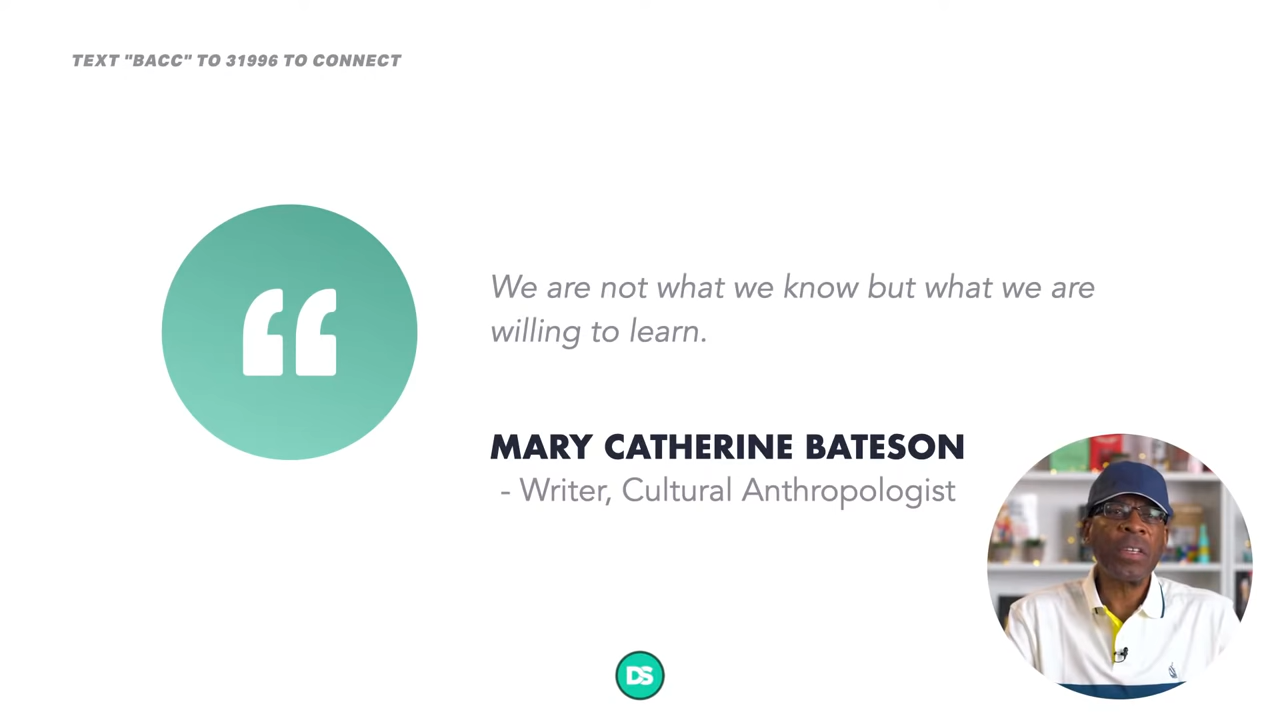 TEXT "BACC" TO 31996 TO CONNECT
We are not what we know but what we are
willing to learn.
MARY CATHERINE BATESON
- Writer, Cultural Anthropologist
DS